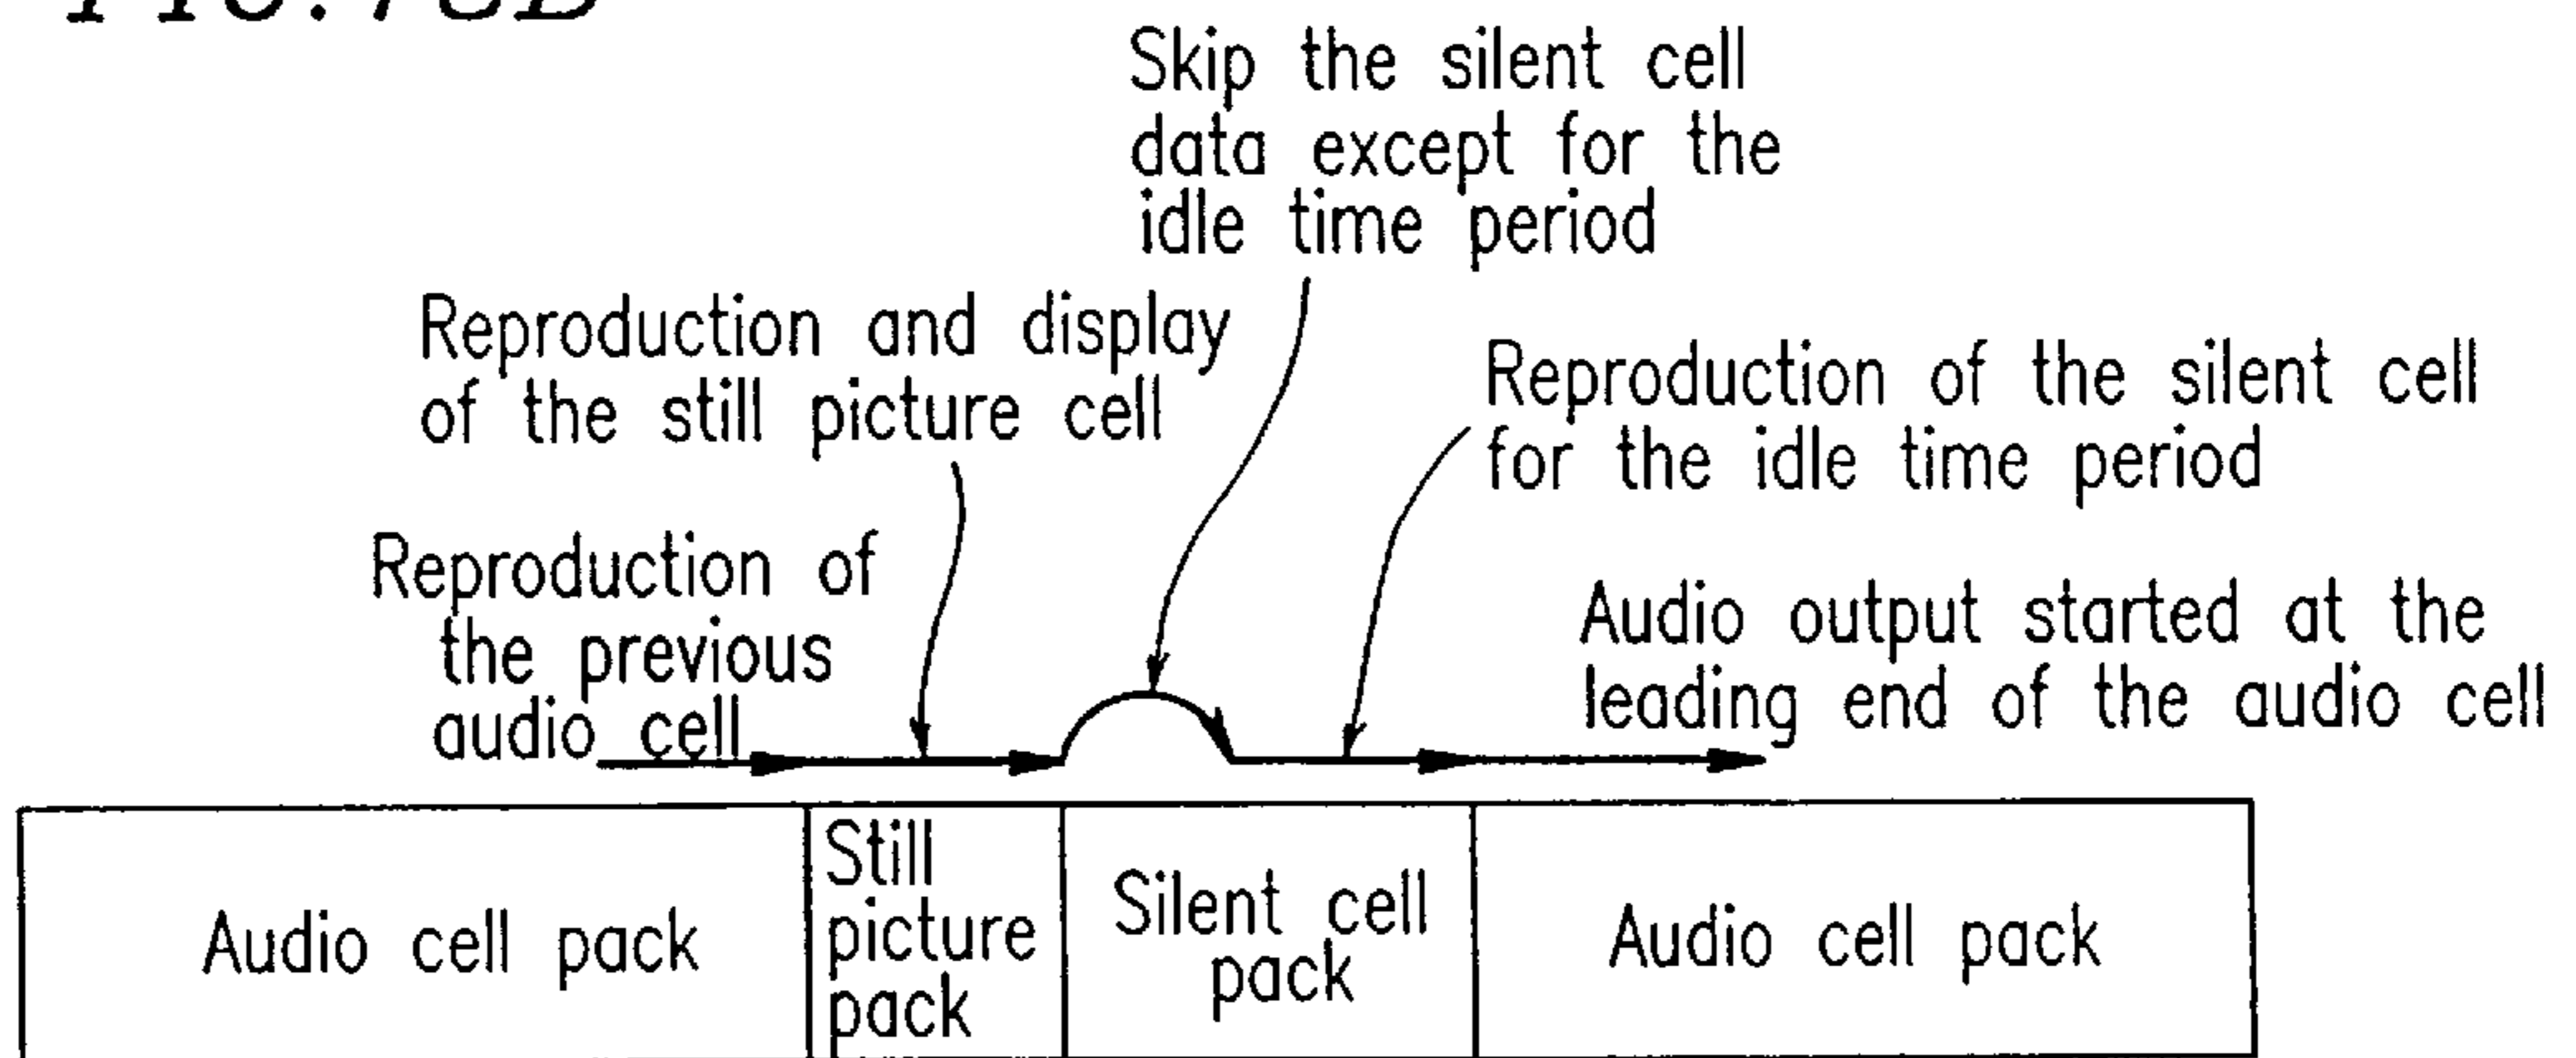 Skip the silent cell
data except for the
idle time period
Reproduction and display
of the still picture cell
Reproduction of the silent cell
for the idle time period
Reproduction of
the previous
audio cell
Audio output started at the
leading end of the audio cell
Audio cell pack
Still
picture
pack
Silent cell
pack
Audio cell pack